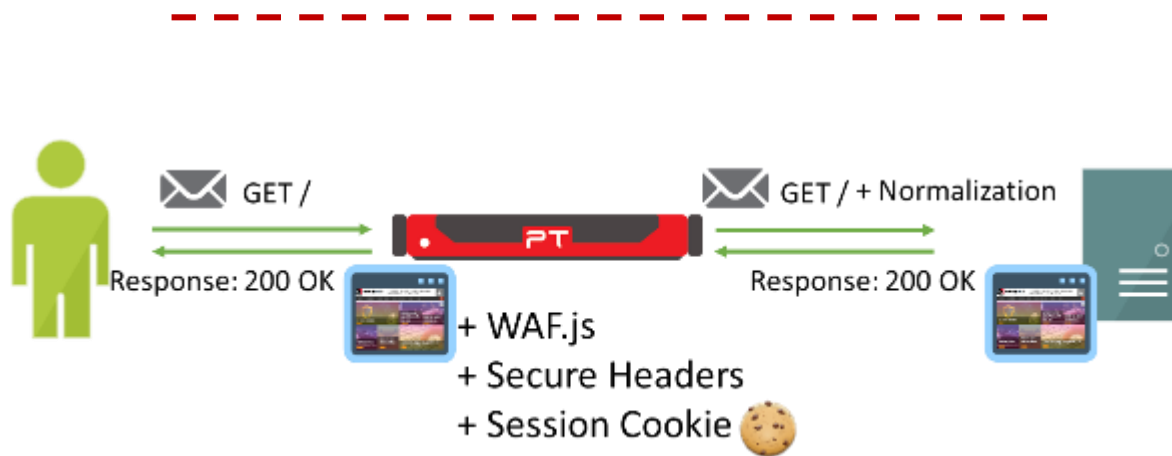 GET /
GET / + Normalization
PT
Response: 200 OK
Response: 200 OK
+ WAF.js
+ Secure Headers
+ Session Cookie